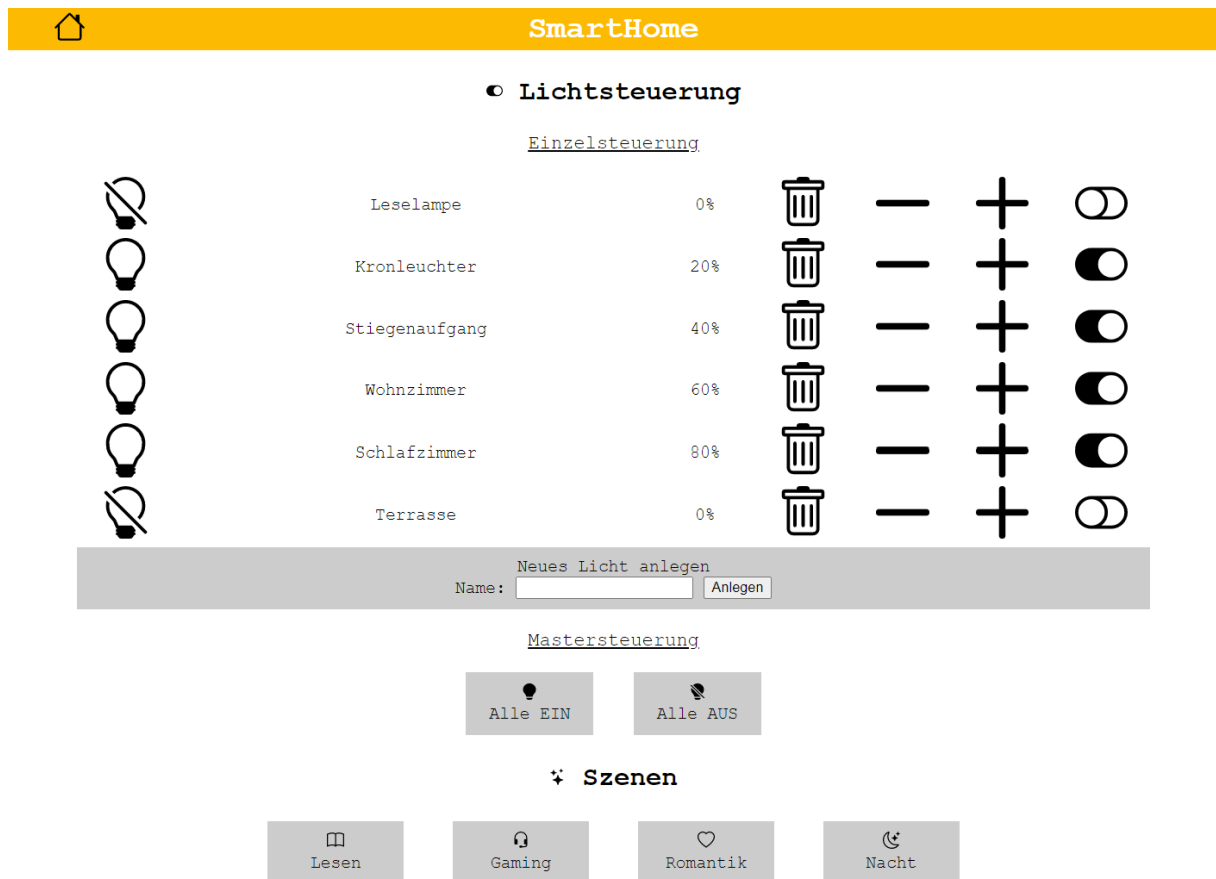 SmartHome
Lichtsteuerung
Einzelsteuerung
Leselampe 0%
Kronleuchter 20%
Stiegenaufgang 40%
Wohnzimmer 60%
Schlafzimmer 80%
Terrasse 0%
Neues Licht anlegen
Name: Anlegen
Mastersteuerung
Alle EIN Alle AUS
Szenen
Lesen Gaming Romantik Nacht